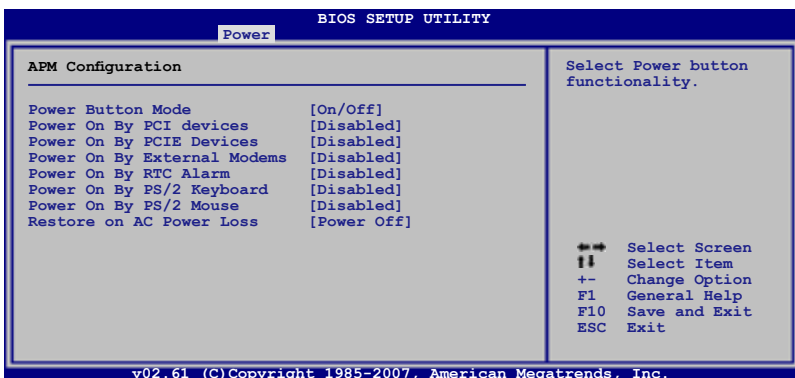 BIOS SETUP UTILITY
Power
APM Configuration
Power Button Mode [On/Off]
Power On By PCI devices [Disabled]
Power On By PCIE Devices [Disabled]
Power On By External Modems [Disabled]
Power On By RTC Alarm [Disabled]
Power On By PS/2 Keyboard [Disabled]
Power On By PS/2 Mouse [Disabled]
Restore on AC Power Loss [Power Off]
Select Power button
functionality.
←→ Select Screen
↑↓ Select Item
+- Change Option
F1 General Help
F10 Save and Exit
ESC Exit
v02.61 (C)Copyright 1985-2007, American Megatrends, Inc.